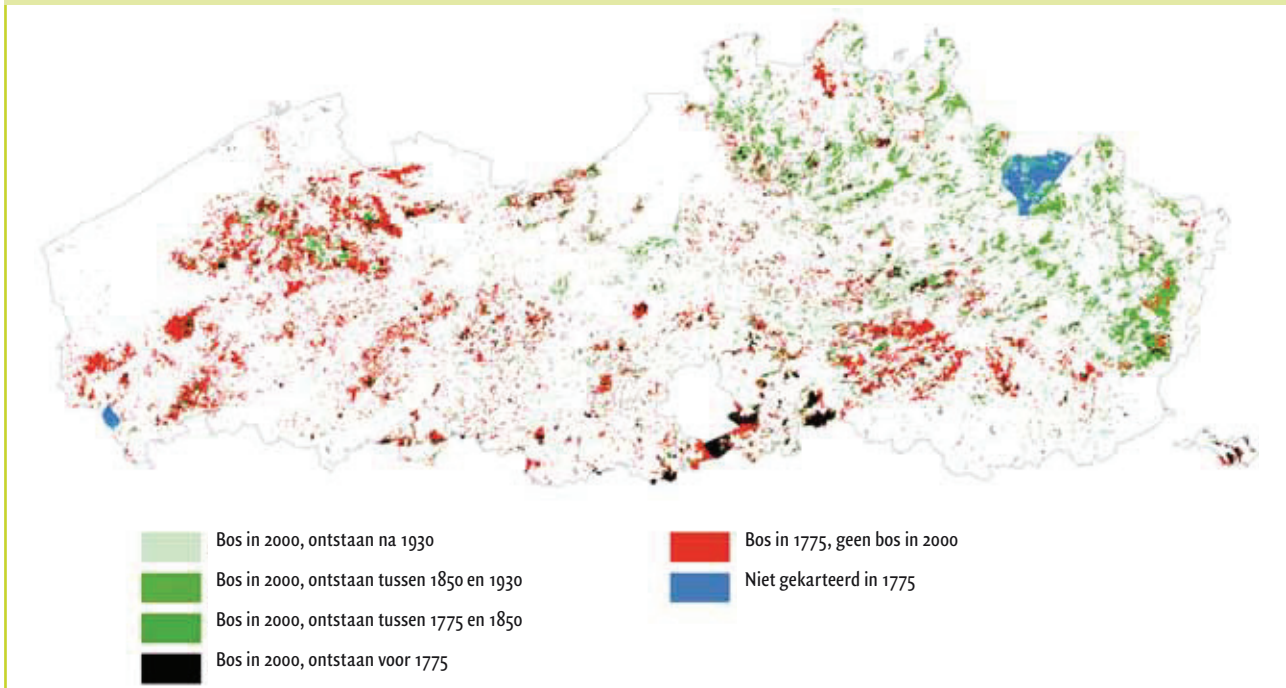 Bos in 2000, ontstaan na 1930
Bos in 2000, ontstaan tussen 1850 en 1930
Bos in 2000, ontstaan tussen 1775 en 1850
Bos in 2000, ontstaan voor 1775
Bos in 1775, geen bos in 2000
Niet gekarteerd in 1775